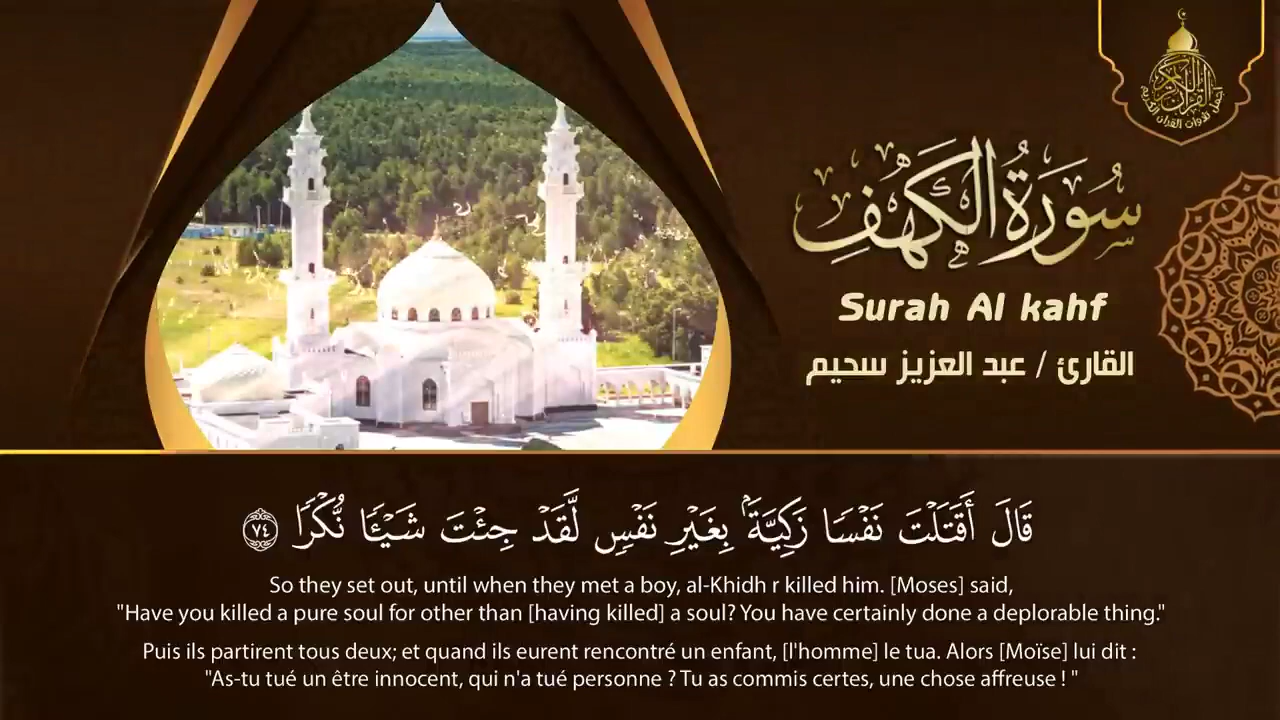 أجمل تلاوات القرآن الكريم
سُورَةُ الكَهْفِ
Surah Al kahf
القارئ / عبد العزيز سحيم
قَالَ أَقَتَلْتَ نَفْسًا زَكِيَّةًۢ بِغَيْرِ نَفْسٍ لَّقَدْ جِئْتَ شَيْـًٔا نُّكْرًا ٧٤
So they set out, until when they met a boy, al-Khidh r killed him. [Moses] said,
"Have you killed a pure soul for other than [having killed] a soul? You have certainly done a deplorable thing."
Puis ils partirent tous deux; et quand ils eurent rencontré un enfant, [l'homme] le tua. Alors [Moïse] lui dit :
"As-tu tué un être innocent, qui n'a tué personne ? Tu as commis certes, une chose affreuse ! "